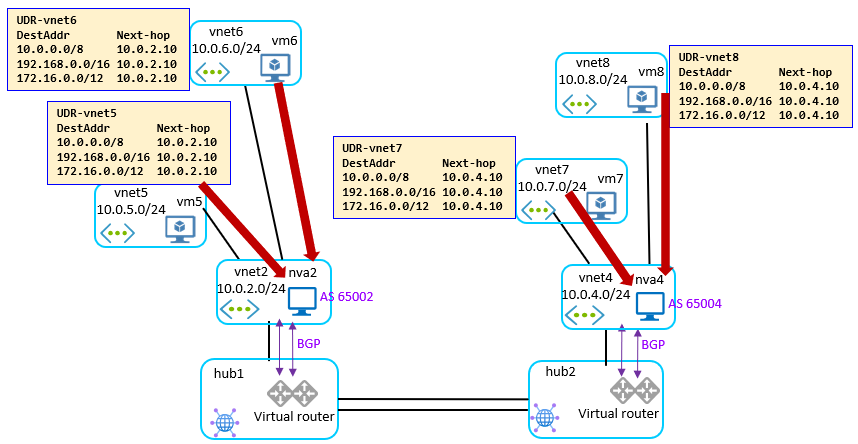 UDR-vnet6
DestAddr Next-hop
10.0.0.0/8 10.0.2.10
192.168.0.0/16 10.0.2.10
172.16.0.0/12 10.0.2.10
vnet6
10.0.6.0/24
vm6
UDR-vnet5
DestAddr Next-hop
10.0.0.0/8 10.0.2.10
192.168.0.0/16 10.0.2.10
172.16.0.0/12 10.0.2.10
vnet5
10.0.5.0/24
vm5
vnet8
10.0.8.0/24
vm8
UDR-vnet8
DestAddr Next-hop
10.0.0.0/8 10.0.4.10
192.168.0.0/16 10.0.4.10
172.16.0.0/12 10.0.4.10
UDR-vnet7
DestAddr Next-hop
10.0.0.0/8 10.0.4.10
192.168.0.0/16 10.0.4.10
172.16.0.0/12 10.0.4.10
vnet7
10.0.7.0/24
vm7
vnet2
10.0.2.0/24
nva2
AS 65002
vnet4
10.0.4.0/24
nva4
AS 65004
BGP
BGP
hub1
Virtual router
hub2
Virtual router